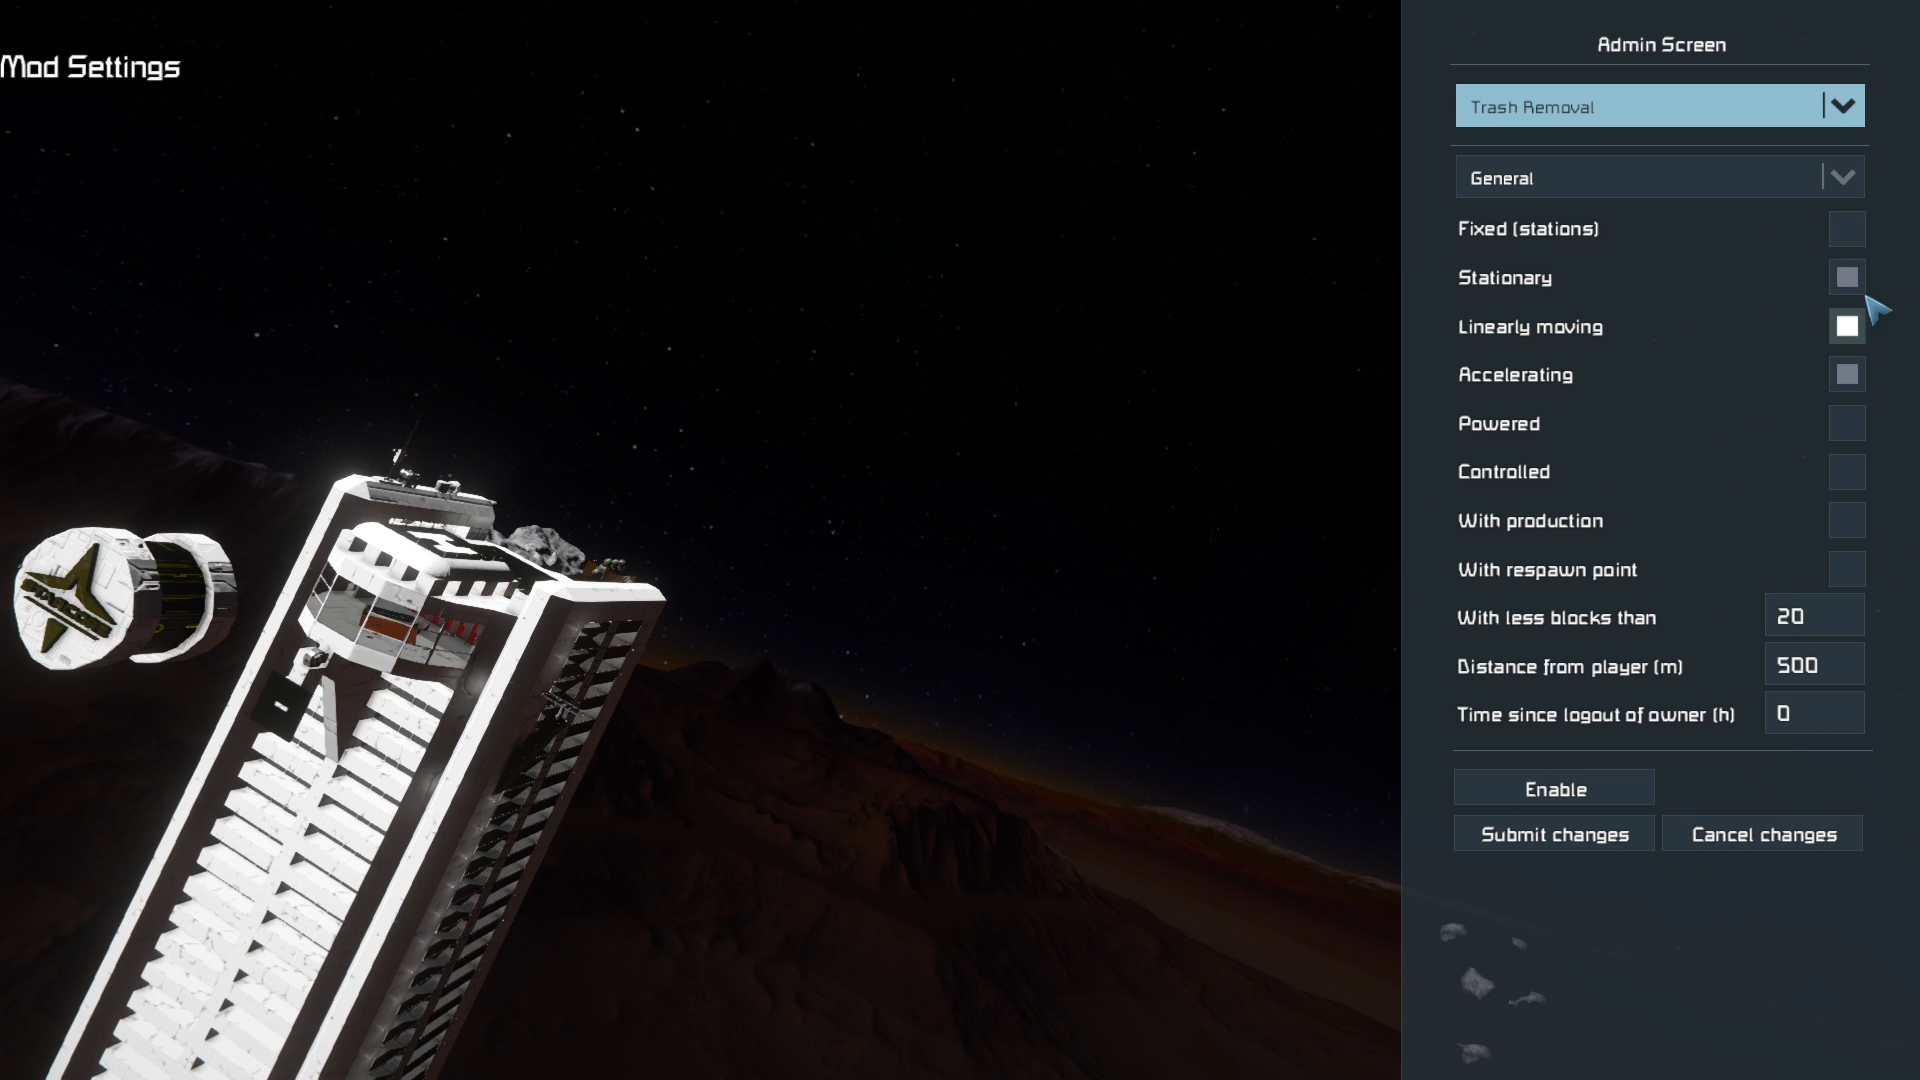 Mod Settings
Admin Screen
Trash Removal
General
Fixed (stations)
Stationary
Linearly moving
Accelerating
Powered
Controlled
With production
With respawn point
With less blocks than 20
Distance from player (m) 500
Time since logout of owner (h) 0
Enable
Submit changes Cancel changes